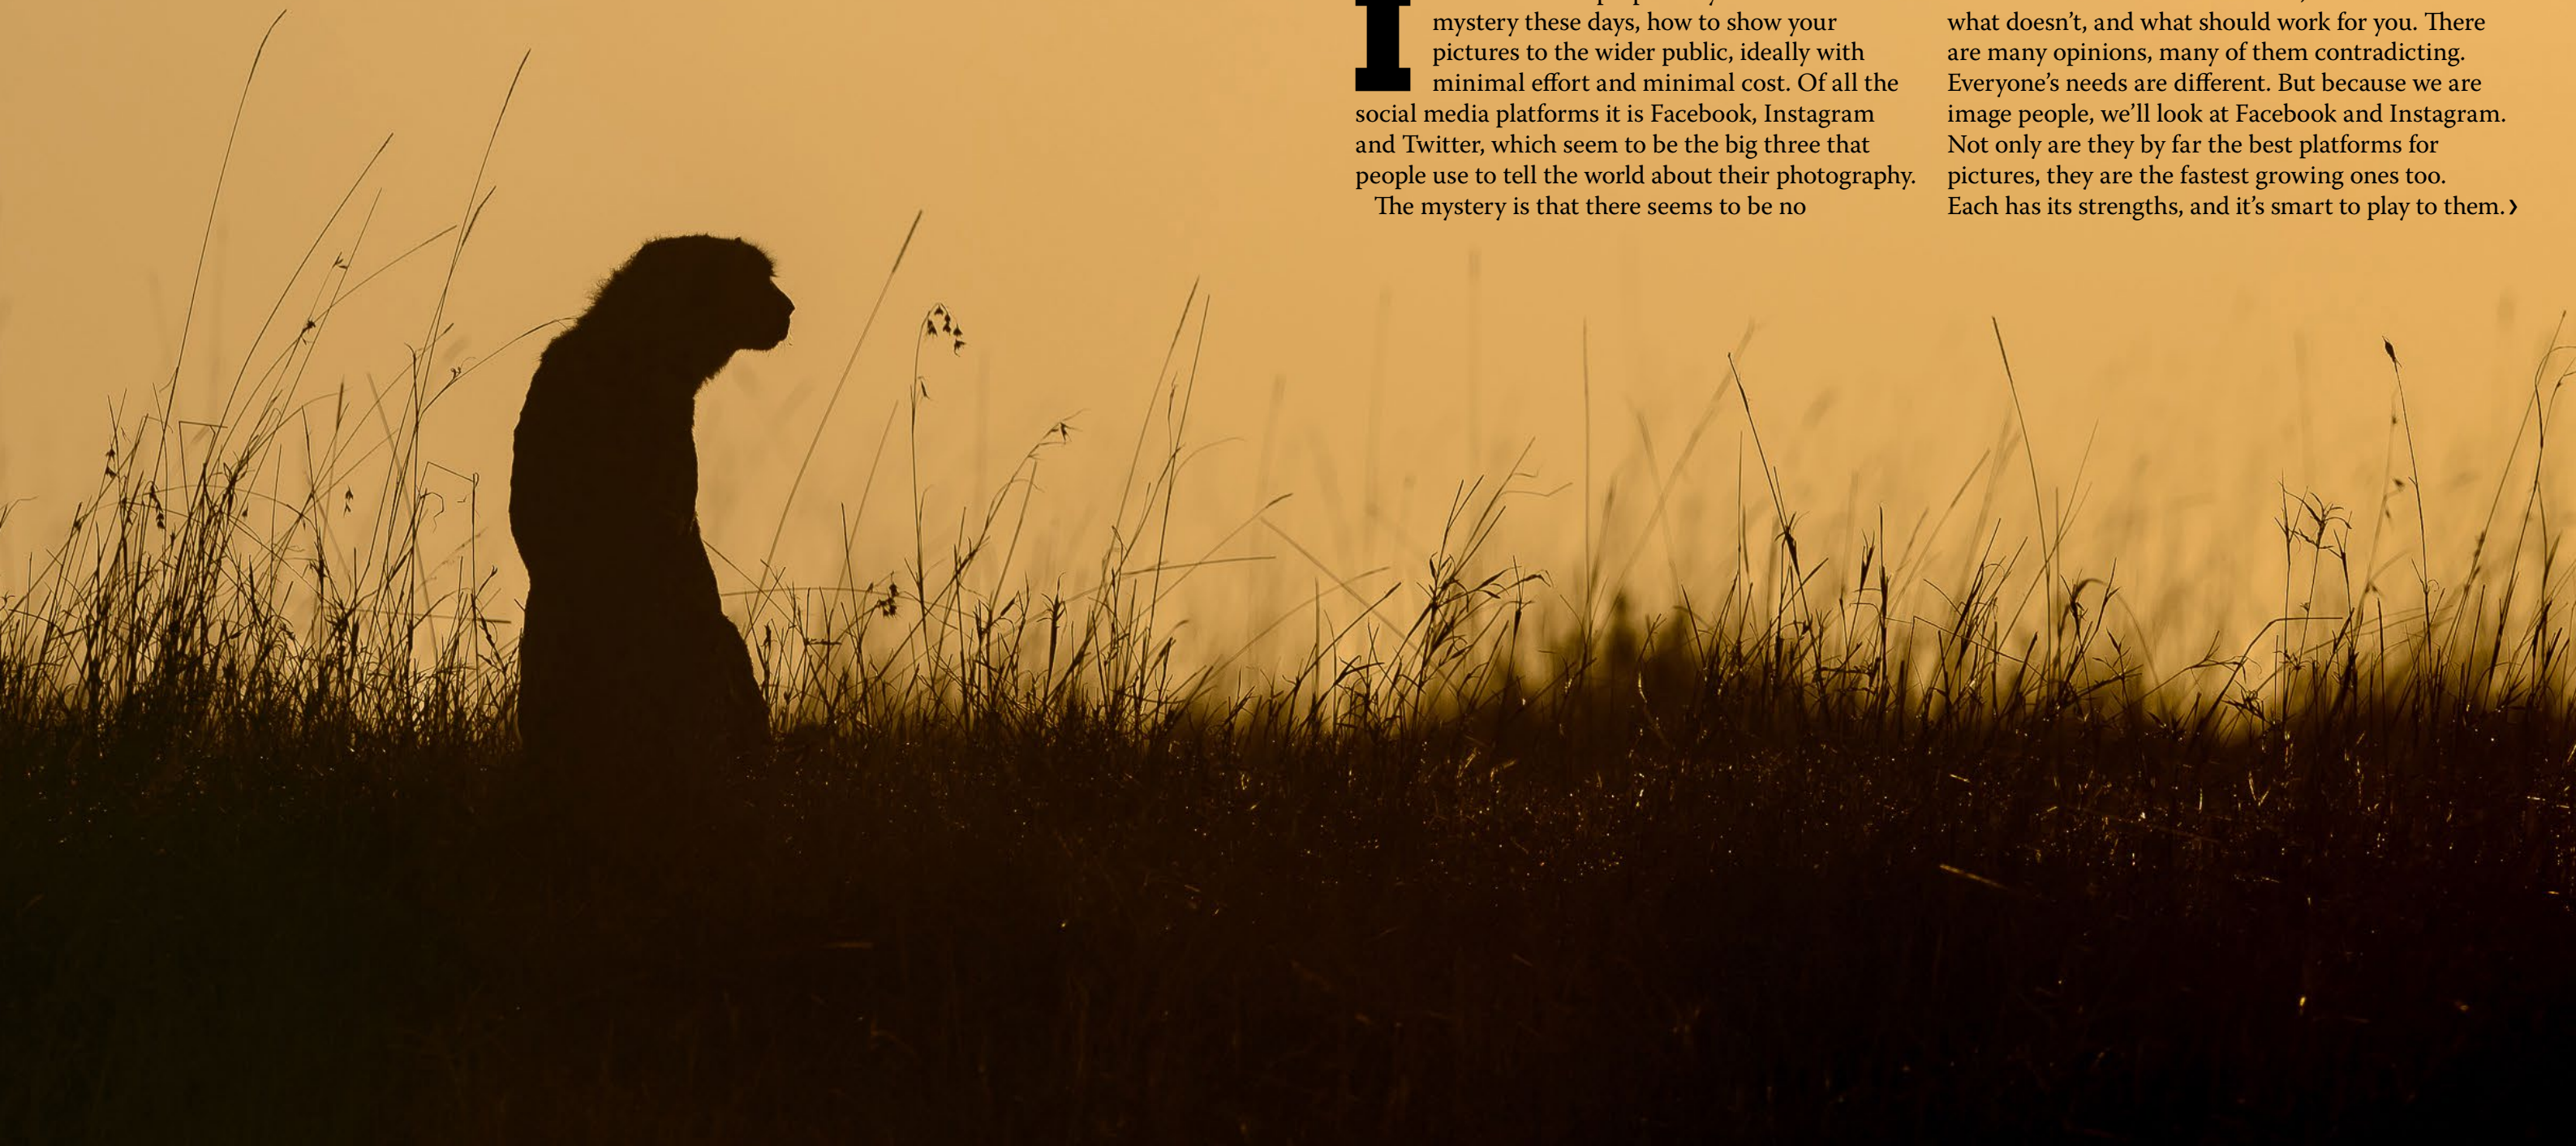 I
mystery these days, how to show your
pictures to the wider public, ideally with
minimal effort and minimal cost. Of all the
social media platforms it is Facebook, Instagram
and Twitter, which seem to be the big three that
people use to tell the world about their photography.
The mystery is that there seems to be no
what doesn’t, and what should work for you. There
are many opinions, many of them contradicting.
Everyone’s needs are different. But because we are
image people, we’ll look at Facebook and Instagram.
Not only are they by far the best platforms for
pictures, they are the fastest growing ones too.
Each has its strengths, and it’s smart to play to them.›